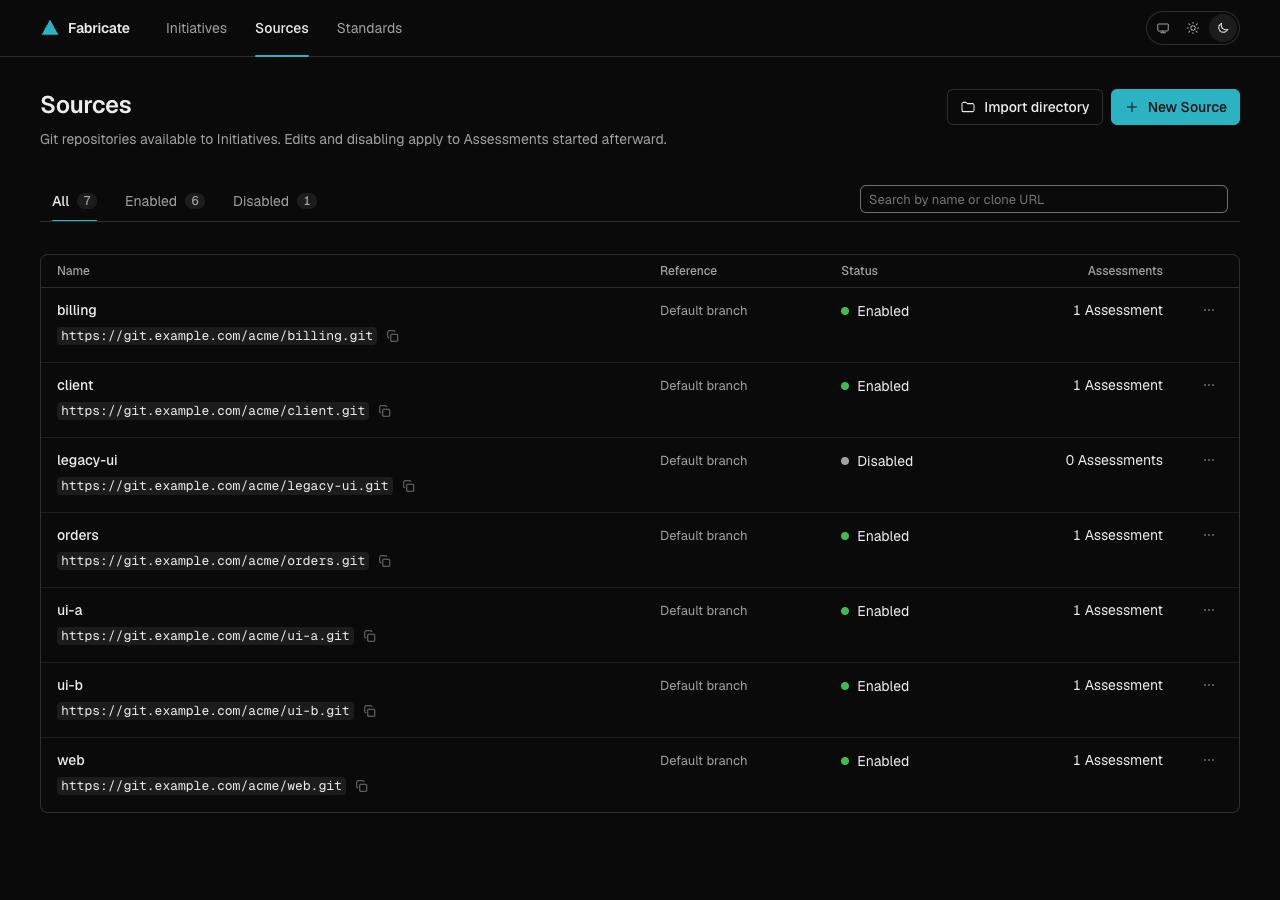 Fabricate Initiatives Sources Standards
Sources
Import directory
New Source
Git repositories available to Initiatives. Edits and disabling apply to Assessments started afterward.
All 7 Enabled 6 Disabled 1
Search by name or clone URL
Name Reference Status Assessments
billing Default branch Enabled 1 Assessment
https://git.example.com/acme/billing.git
client Default branch Enabled 1 Assessment
https://git.example.com/acme/client.git
legacy-ui Default branch Disabled 0 Assessments
https://git.example.com/acme/legacy-ui.git
orders Default branch Enabled 1 Assessment
https://git.example.com/acme/orders.git
ui-a Default branch Enabled 1 Assessment
https://git.example.com/acme/ui-a.git
ui-b Default branch Enabled 1 Assessment
https://git.example.com/acme/ui-b.git
web Default branch Enabled 1 Assessment
https://git.example.com/acme/web.git